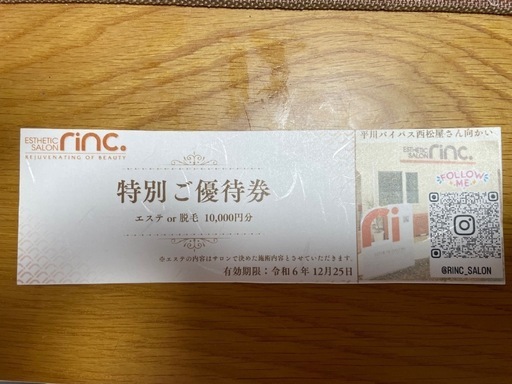 ESTHETIC
SALON
rinc.
REJUVENATING OF BEAUTY
特別ご優待券
エステ or 脱毛 10,000円分
※エステの内容はサロンで決めた施術内容とさせていただきます。
有効期限：令和６年 12月25日
平川バイパス西松屋さん向かい
ESTHETIC
SALON
rinc.
FOLLOW
ME
@RINC_SALON